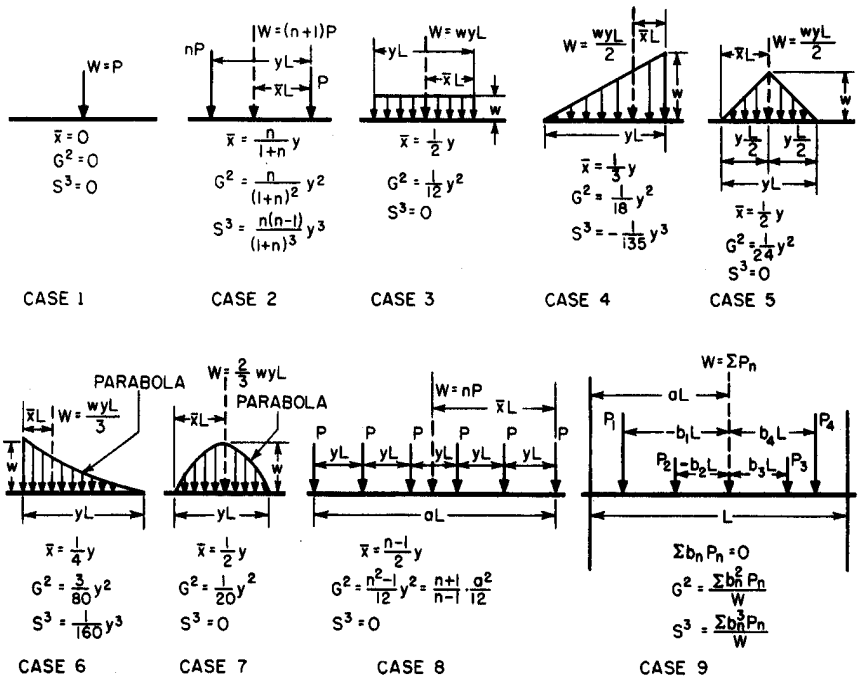 W=P
x̄=0
G²=0
S³=0
CASE 1
W=(n+1)P
nP
yL
x̄L
P
x̄= n/(1+n) y
G²= n/(1+n)² y²
S³= n(n-1)/(1+n)³ y³
CASE 2
W=wyL
yL
x̄L
w
x̄= 1/2 y
G²= 1/12 y²
S³=0
CASE 3
W= wyL/2
x̄L
w
yL
x̄= 1/3 y
G²= 1/18 y²
S³=- 1/135 y³
CASE 4
x̄L
W= wyL/2
w
y L/2
y L/2
yL
x̄= 1/2 y
G²= 1/24 y²
S³=0
CASE 5
PARABOLA
x̄L
W= wyL/3
w
yL
x̄= 1/4 y
G²= 3/80 y²
S³= 1/160 y³
CASE 6
W= 2/3 wyL
x̄L
PARABOLA
w
yL
x̄= 1/2 y
G²= 1/20 y²
S³=0
CASE 7
W=nP
x̄L
P P P P P P
yL yL yL yL yL
aL
x̄= n-1/2 y
G²= n²-1/12 y²= n+1/n-1 · a²/12
S³=0
CASE 8
W=ΣPₙ
aL
P₁
-b₁L
b₄L
P₄
P₂
-b₂L
b₃L
P₃
L
Σbₙ Pₙ=0
G²= Σbₙ² Pₙ/W
S³= Σbₙ³ Pₙ/W
CASE 9